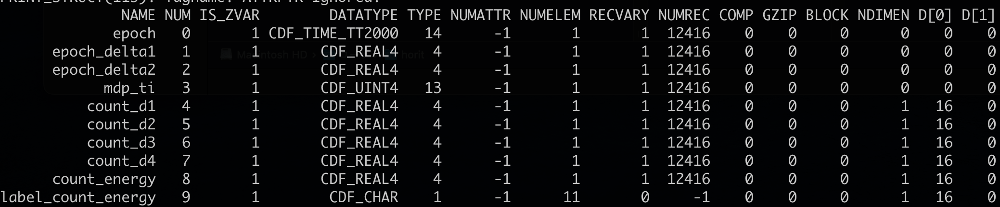 PRINT_STRUCT(115): Tagname: ATTRPTR ignored!
NAME NUM IS_ZVAR DATATYPE TYPE NUMATTR NUMELEM RECVARY NUMREC COMP GZIP BLOCK NDIMEN D[0] D[1]
epoch 0 1 CDF_TIME_TT2000 14 -1 1 1 12416 0 0 0 0 0 0
epoch_delta1 1 1 CDF_REAL4 4 -1 1 1 12416 0 0 0 0 0 0
Macintosh HD › horit
epoch_delta2 2 1 CDF_REAL4 4 -1 1 1 12416 0 0 0 0 0 0
mdp_ti 3 1 CDF_UINT4 13 -1 1 1 12416 0 0 0 0 0 0
count_d1 4 1 CDF_REAL4 4 -1 1 1 12416 0 0 0 1 16 0
count_d2 5 1 CDF_REAL4 4 -1 1 1 12416 0 0 0 1 16 0
count_d3 6 1 CDF_REAL4 4 -1 1 1 12416 0 0 0 1 16 0
count_d4 7 1 CDF_REAL4 4 -1 1 1 12416 0 0 0 1 16 0
count_energy 8 1 CDF_REAL4 4 -1 1 1 12416 0 0 0 1 16 0
label_count_energy 9 1 CDF_CHAR 1 -1 11 0 -1 0 0 0 1 16 0